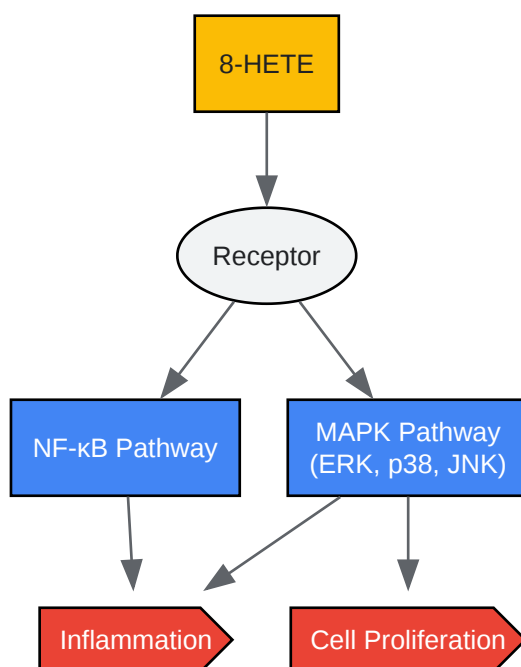 8-HETE
Receptor
NF-κB Pathway
MAPK Pathway
(ERK, p38, JNK)
Inflammation
Cell Proliferation